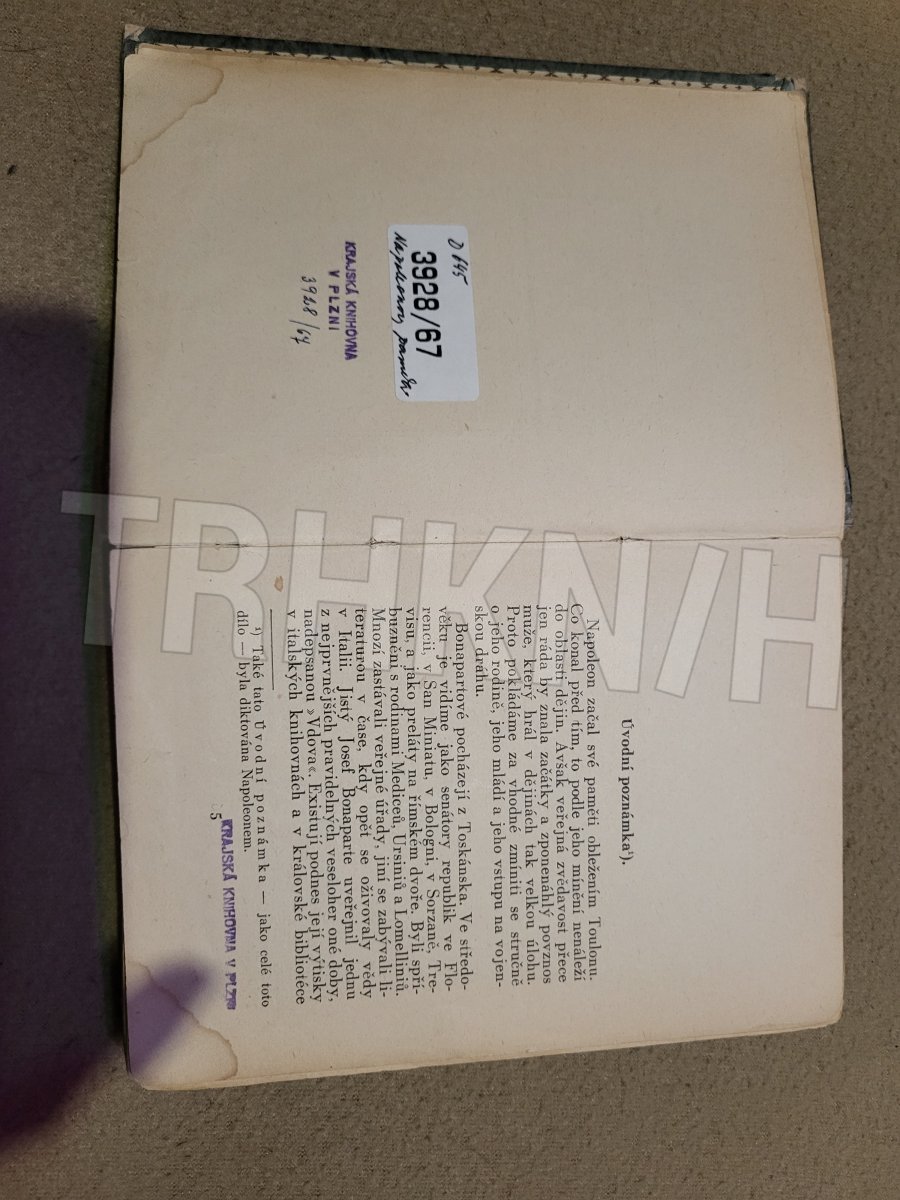 D 645
3928/67
Napoleonovy
KRAJSKÁ KNIHOVNA
V PLZNI
3928/67
Úvodní poznámka¹).
Napoleon začal své paměti obležením Toulonu.
Co konal před tím, to podle jeho mínění nenáleží
do oblasti dějin. Avšak veřejná zvědavost přece
jen ráda by znala začátky a zponenáhlý povznos
muže, který hrál v dějinách tak velkou úlohu.
Proto pokládáme za vhodné zmíniti se stručně
o jeho rodině, jeho mládí a jeho vstupu na vojen-
skou dráhu.
Bonapartové pocházejí z Toskánska. Ve středo-
věku je vidíme jako senátory republik ve Flo-
rencii, v San Miniatu, v Bologni, v Sorzaně, Tre-
visu, a jako preláty na římském dvoře. Byli spří-
buzněni s rodinami Mediceů, Ursiniů a Lomelliniů.
Mnozí zastávali veřejné úřady, jiní se zabývali li-
teraturou v čase, kdy opět se oživovaly vědy
v Italii. Jistý Josef Bonaparte uveřejnil jednu
z nejprvnějších pravidelných veseloher oné doby,
nadepsanou »Vdova«. Existují podnes její výtisky
v italských knihovnách a v královské bibliotéce
¹) Také tato Úvodní poznámka — jako celé toto
dílo — byla diktována Napoleonem.
5
KRAJSKÁ KNIHOVNA V PLZNI
TRHKNIH